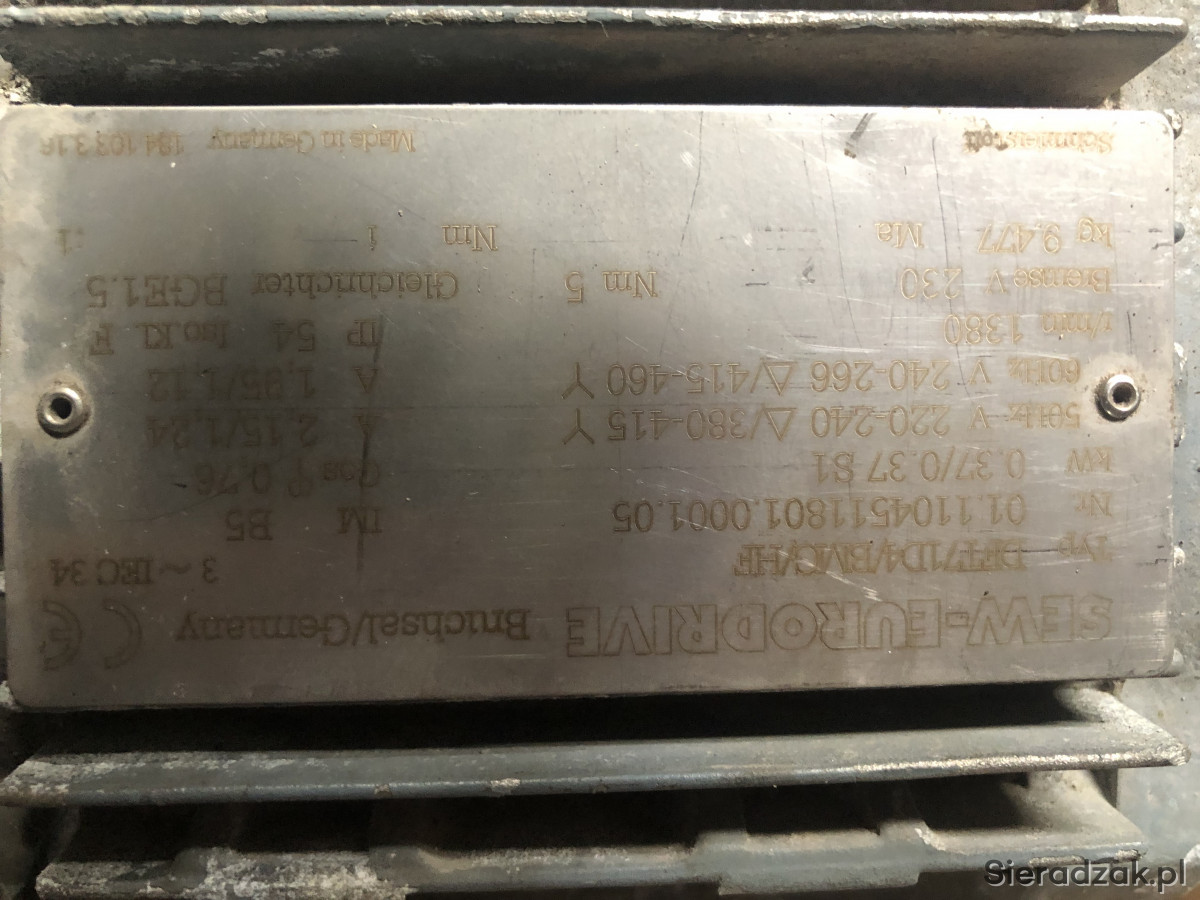 SEW-EURODRIVE Bruchsal/Germany CE
Typ DFT71D4/BMG/HF 3 ~ IEC 34
Nr 01.1104511801.0001.05 IM B5
kW 0.37/0.37 S1 Cos φ 0.76
50Hz V 220-240 Δ/380-415 Y A 2,15/1,24
60Hz V 240-266 Δ/415-460 Y A 1,95/1,12
r/min 1380 IP 54 Iso.Kl. F
Bremse V 230 Nm 5 Gleichrichter BGE1.5
kg 9.477 Ma Nm i :1
Schmierstoff Made in Germany 184 103 3.16
Sieradzak.pl